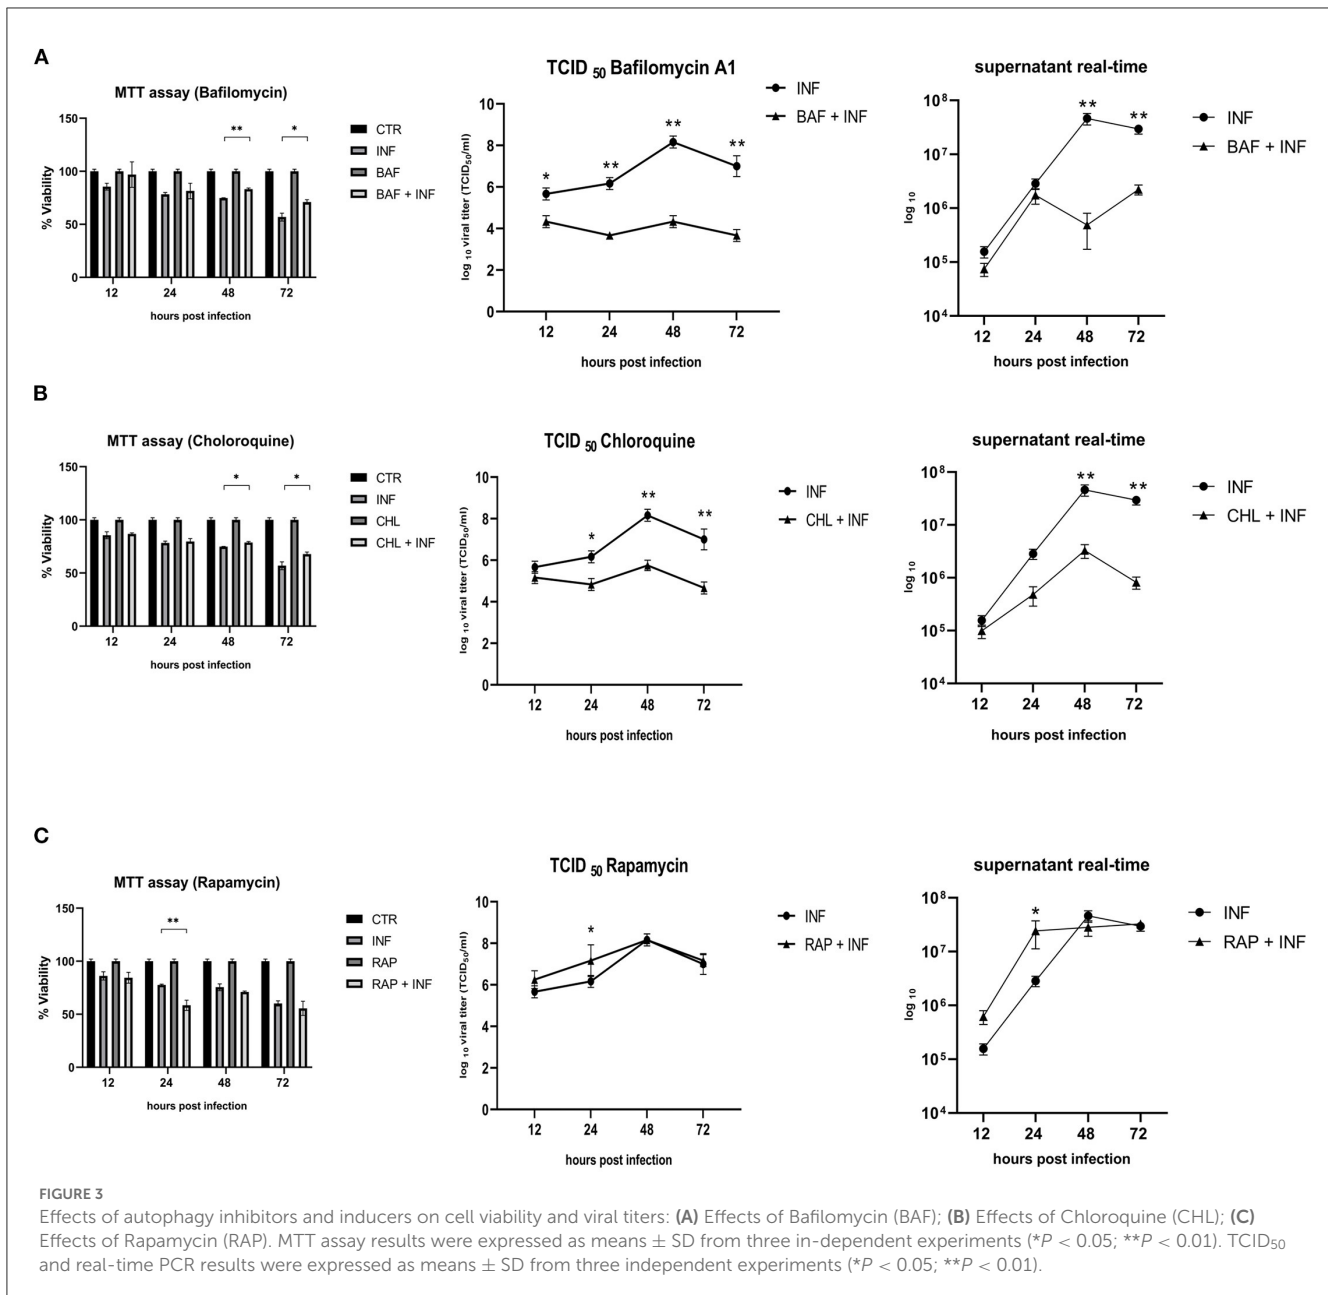 A
MTT assay (Bafilomycin)
**
*
150
100
50
0
% Viability
12 24 48 72
hours post infection
CTR
INF
BAF
BAF + INF
TCID 50 Bafilomycin A1
10
8
6
4
2
0
log 10 viral titer (TCID50/ml)
*
**
**
**
12 24 48 72
hours post infection
INF
BAF + INF
supernatant real-time
10^8
10^7
10^6
10^5
10^4
log 10
**
**
12 24 48 72
hours post infection
INF
BAF + INF
B
MTT assay (Choloroquine)
*
*
150
100
50
0
% Viability
12 24 48 72
hours post infection
CTR
INF
CHL
CHL + INF
TCID 50 Chloroquine
10
8
6
4
2
0
log 10 viral titer (TCID50/ml)
*
**
**
12 24 48 72
hours post infection
INF
CHL + INF
supernatant real-time
10^8
10^7
10^6
10^5
10^4
log 10
**
**
12 24 48 72
hours post infection
INF
CHL + INF
C
MTT assay (Rapamycin)
**
150
100
50
0
% Viability
12 24 48 72
hours post infection
CTR
INF
RAP
RAP + INF
TCID 50 Rapamycin
10
8
6
4
2
0
log 10 viral titer (TCID50/ml)
*
12 24 48 72
hours post infection
INF
RAP + INF
supernatant real-time
10^8
10^7
10^6
10^5
10^4
log 10
*
12 24 48 72
hours post infection
INF
RAP + INF
FIGURE 3
Effects of autophagy inhibitors and inducers on cell viability and viral titers: (A) Effects of Bafilomycin (BAF); (B) Effects of Chloroquine (CHL); (C)
Effects of Rapamycin (RAP). MTT assay results were expressed as means ± SD from three in-dependent experiments (*P < 0.05; **P < 0.01). TCID50
and real-time PCR results were expressed as means ± SD from three independent experiments (*P < 0.05; **P < 0.01).